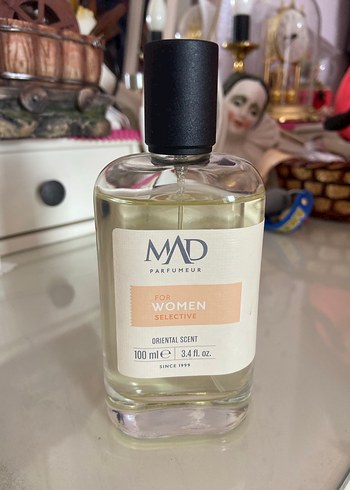 MAD
PARFUMEUR
FOR
WOMEN
SELECTIVE
ORIENTAL SCENT
100 ml ℮ 3.4 fl. oz.
SINCE 1999